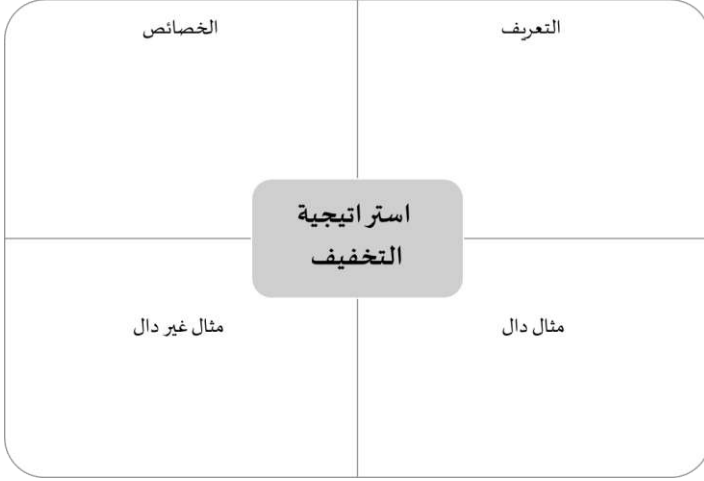 التعريف
الخصائص
استراتيجية
التخفيف
مثال دال
مثال غير دال